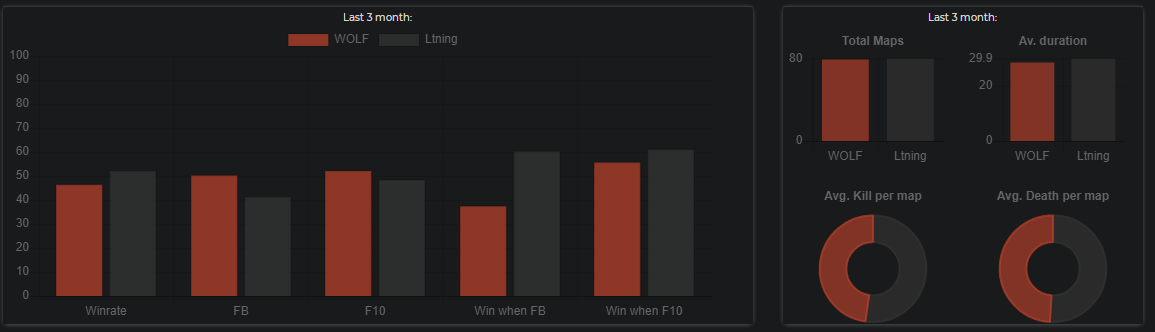 Last 3 month:
WOLF Ltning
100
90
80
70
60
50
40
30
20
10
0
Winrate FB F10 Win when FB Win when F10
Last 3 month:
Total Maps
80
0
WOLF Ltning
Av. duration
29.9
20
0
WOLF Ltning
Avg. Kill per map
Avg. Death per map